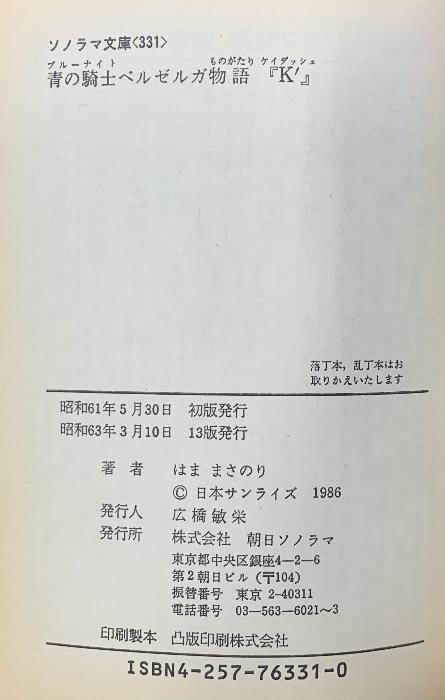 ソノラマ文庫〈331〉
ブルーナイト ものがたり ケイダッシュ
青の騎士ベルゼルガ物語『K′』
落丁本，乱丁本はお
取りかえいたします
昭和61年5月30日 初版発行
昭和63年3月10日 13版発行
著者 はま まさのり
© 日本サンライズ 1986
発行人 広橋敏栄
発行所 株式会社 朝日ソノラマ
東京都中央区銀座4—2—6
第2朝日ビル（〒104）
振替番号 東京 2-40311
電話番号 03—563—6021〜3
印刷製本 凸版印刷株式会社
ISBN4-257-76331-0